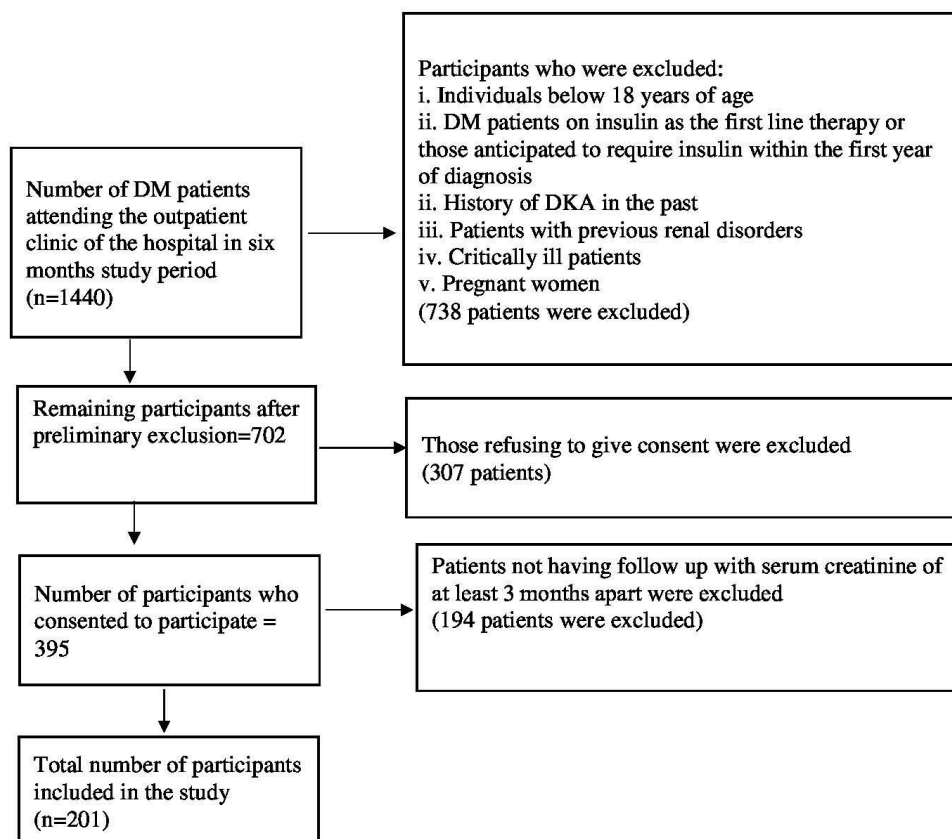 Participants who were excluded:
i. Individuals below 18 years of age
ii. DM patients on insulin as the first line therapy or
those anticipated to require insulin within the first year
of diagnosis
ii. History of DKA in the past
iii. Patients with previous renal disorders
iv. Critically ill patients
v. Pregnant women
(738 patients were excluded)
Number of DM patients
attending the outpatient
clinic of the hospital in six
months study period
(n=1440)
Remaining participants after
preliminary exclusion=702
Those refusing to give consent were excluded
(307 patients)
Number of participants who
consented to participate =
395
Patients not having follow up with serum creatinine of
at least 3 months apart were excluded
(194 patients were excluded)
Total number of participants
included in the study
(n=201)